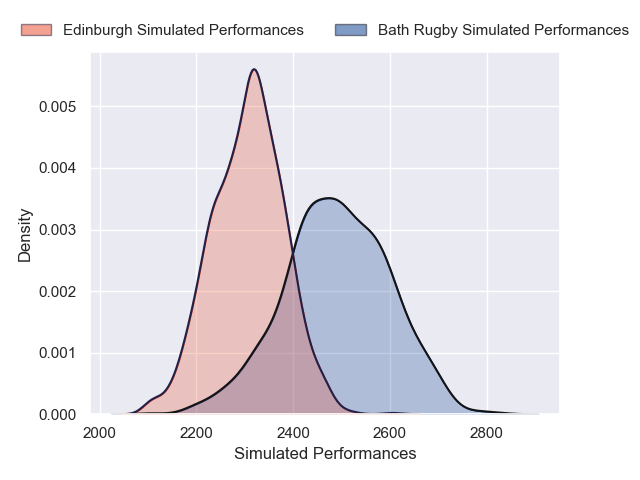 Edinburgh Simulated Performances Bath Rugby Simulated Performances
0.005
0.004
0.003
0.002
0.001
0.000
Density
2000 2200 2400 2600 2800
Simulated Performances